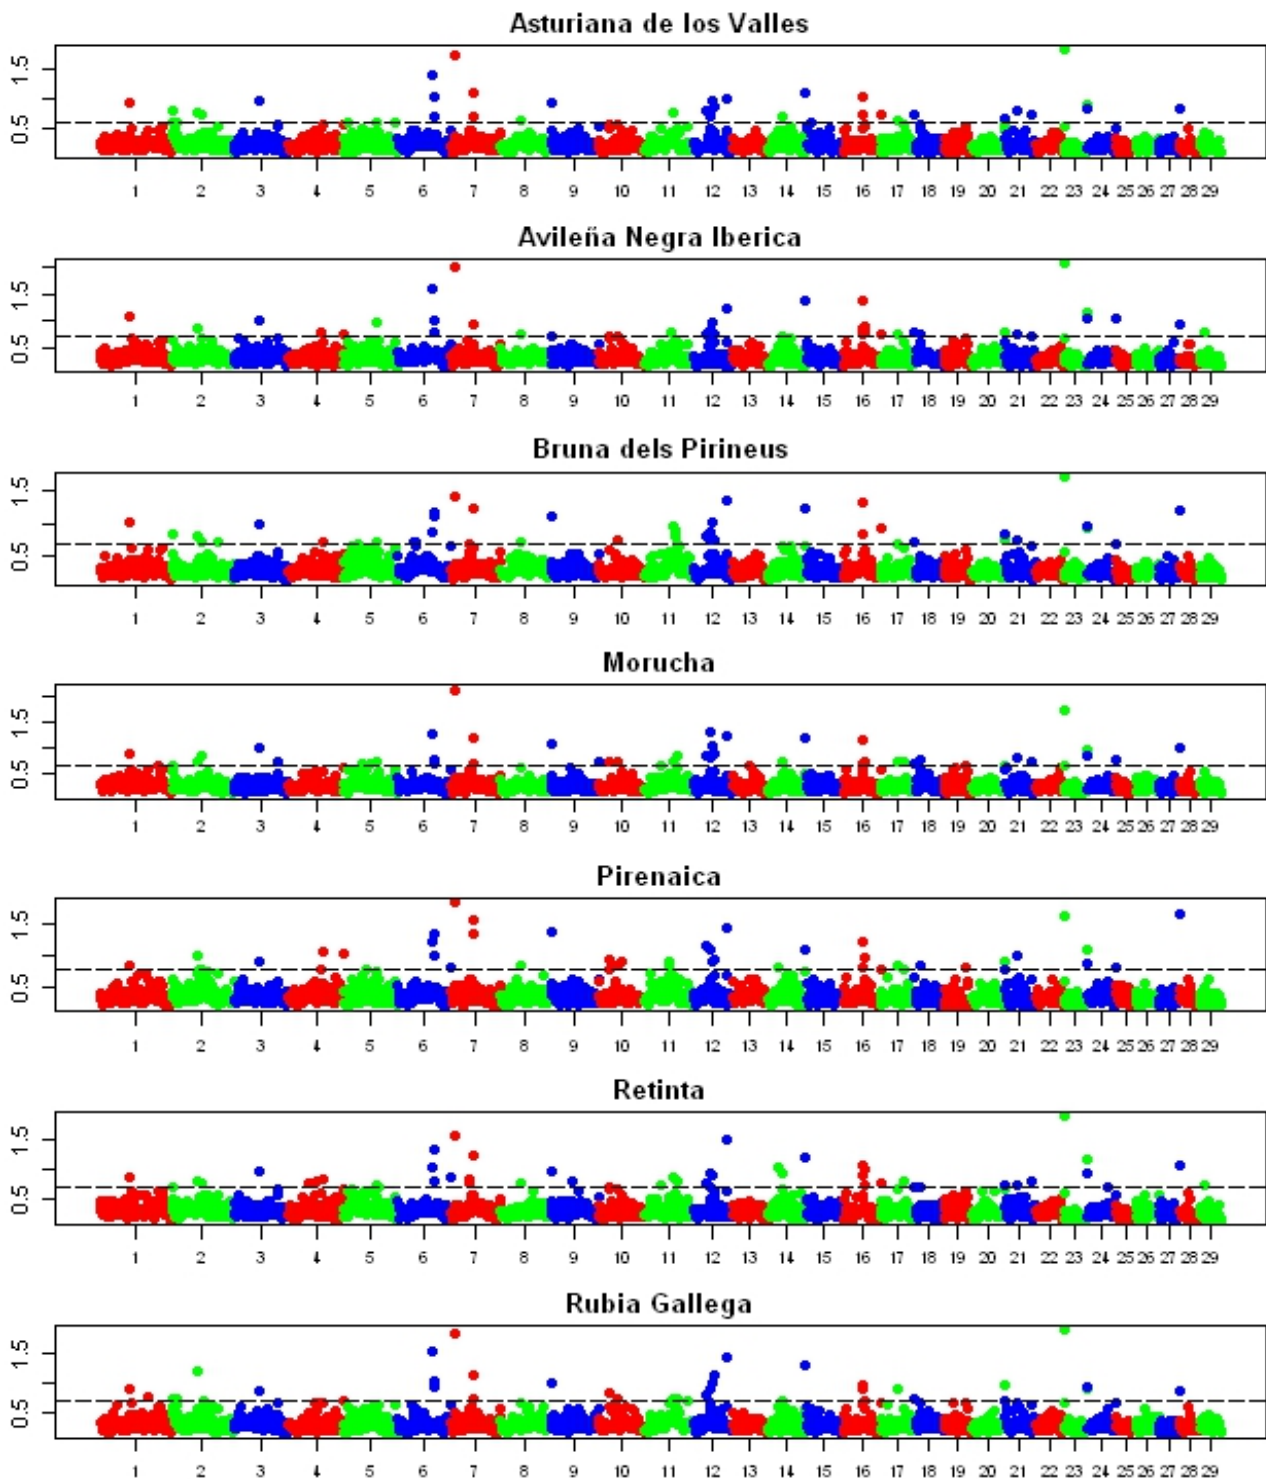 Asturiana de los Valles
1.5
0.5
1 2 3 4 5 6 7 8 9 10 11 12 13 14 15 16 17 18 19 20 21 22 23 24 25 26 27 28 29
Avileña Negra Iberica
1.5
0.5
1 2 3 4 5 6 7 8 9 10 11 12 13 14 15 16 17 18 19 20 21 22 23 24 25 26 27 28 29
Bruna dels Pirineus
1.5
0.5
1 2 3 4 5 6 7 8 9 10 11 12 13 14 15 16 17 18 19 20 21 22 23 24 25 26 27 28 29
Morucha
1.5
0.5
1 2 3 4 5 6 7 8 9 10 11 12 13 14 15 16 17 18 19 20 21 22 23 24 25 26 27 28 29
Pirenaica
1.5
0.5
1 2 3 4 5 6 7 8 9 10 11 12 13 14 15 16 17 18 19 20 21 22 23 24 25 26 27 28 29
Retinta
1.5
0.5
1 2 3 4 5 6 7 8 9 10 11 12 13 14 15 16 17 18 19 20 21 22 23 24 25 26 27 28 29
Rubia Gallega
1.5
0.5
1 2 3 4 5 6 7 8 9 10 11 12 13 14 15 16 17 18 19 20 21 22 23 24 25 26 27 28 29